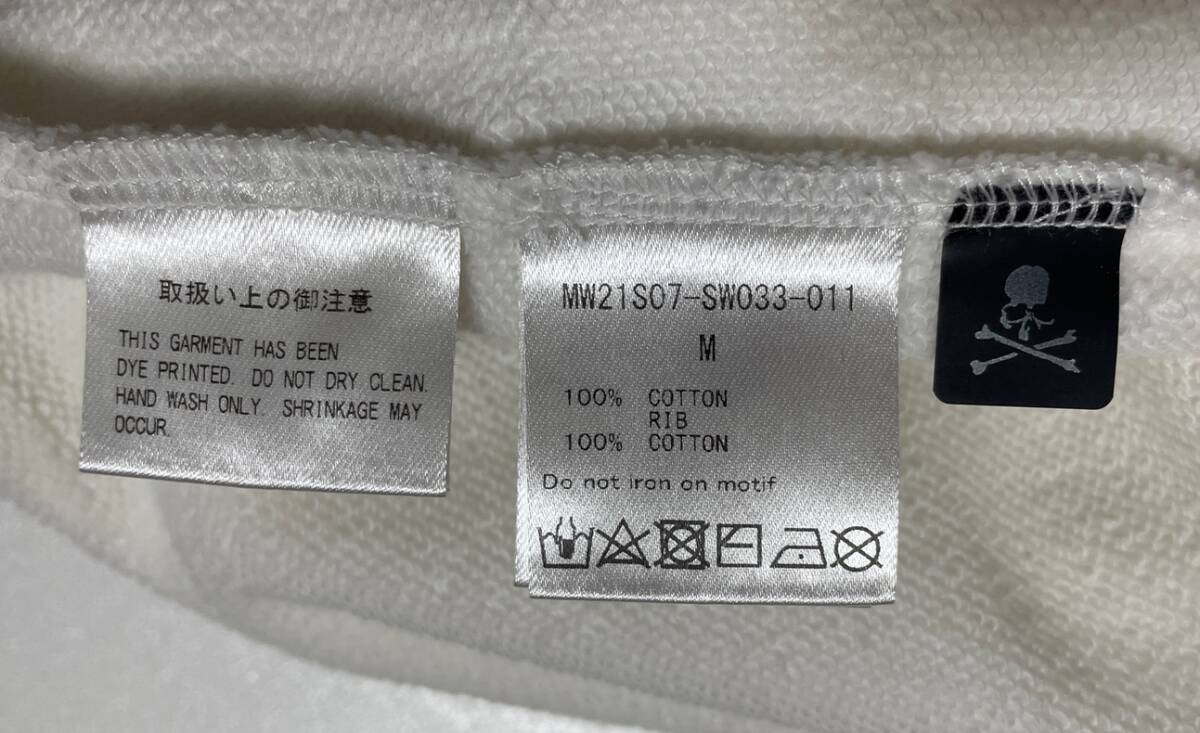 取扱い上の御注意
THIS GARMENT HAS BEEN
DYE PRINTED. DO NOT DRY CLEAN.
HAND WASH ONLY. SHRINKAGE MAY
OCCUR.
MW21S07-SW033-011
M
100% COTTON
RIB
100% COTTON
Do not iron on motif